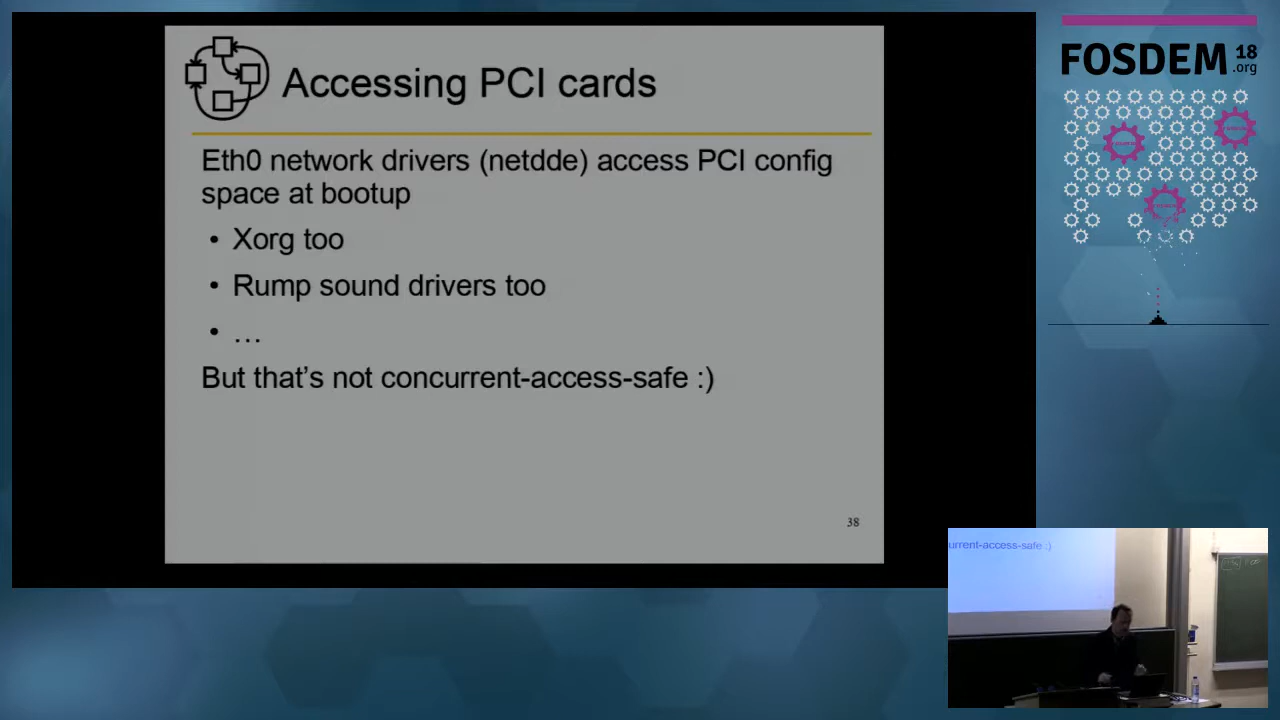 Accessing PCI cards
Eth0 network drivers (netdde) access PCI config
space at bootup
• Xorg too
• Rump sound drivers too
• …
But that's not concurrent-access-safe :)
38
FOSDEM 18
.org
urrent-access-safe :)